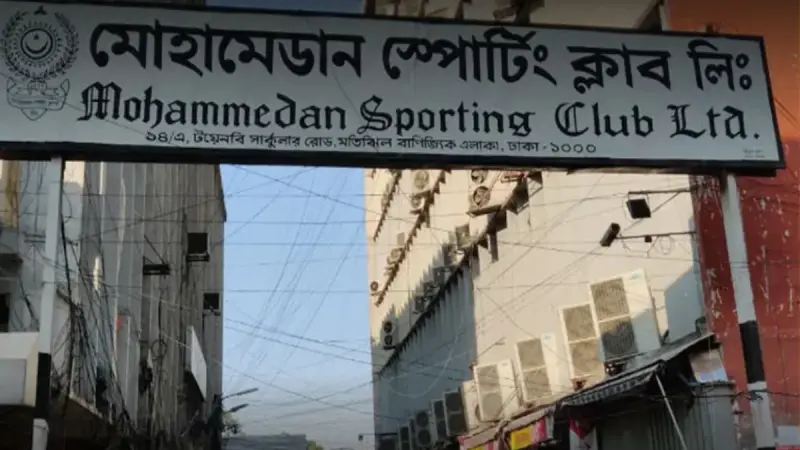 মোহামেডান স্পোর্টিং ক্লাব লিঃ
Mohammedan Sporting Club Ltd.
১৪/এ, টয়েনবি সার্কুলার রোড, মতিঝিল বাণিজ্যিক এলাকা, ঢাকা - ১০০০